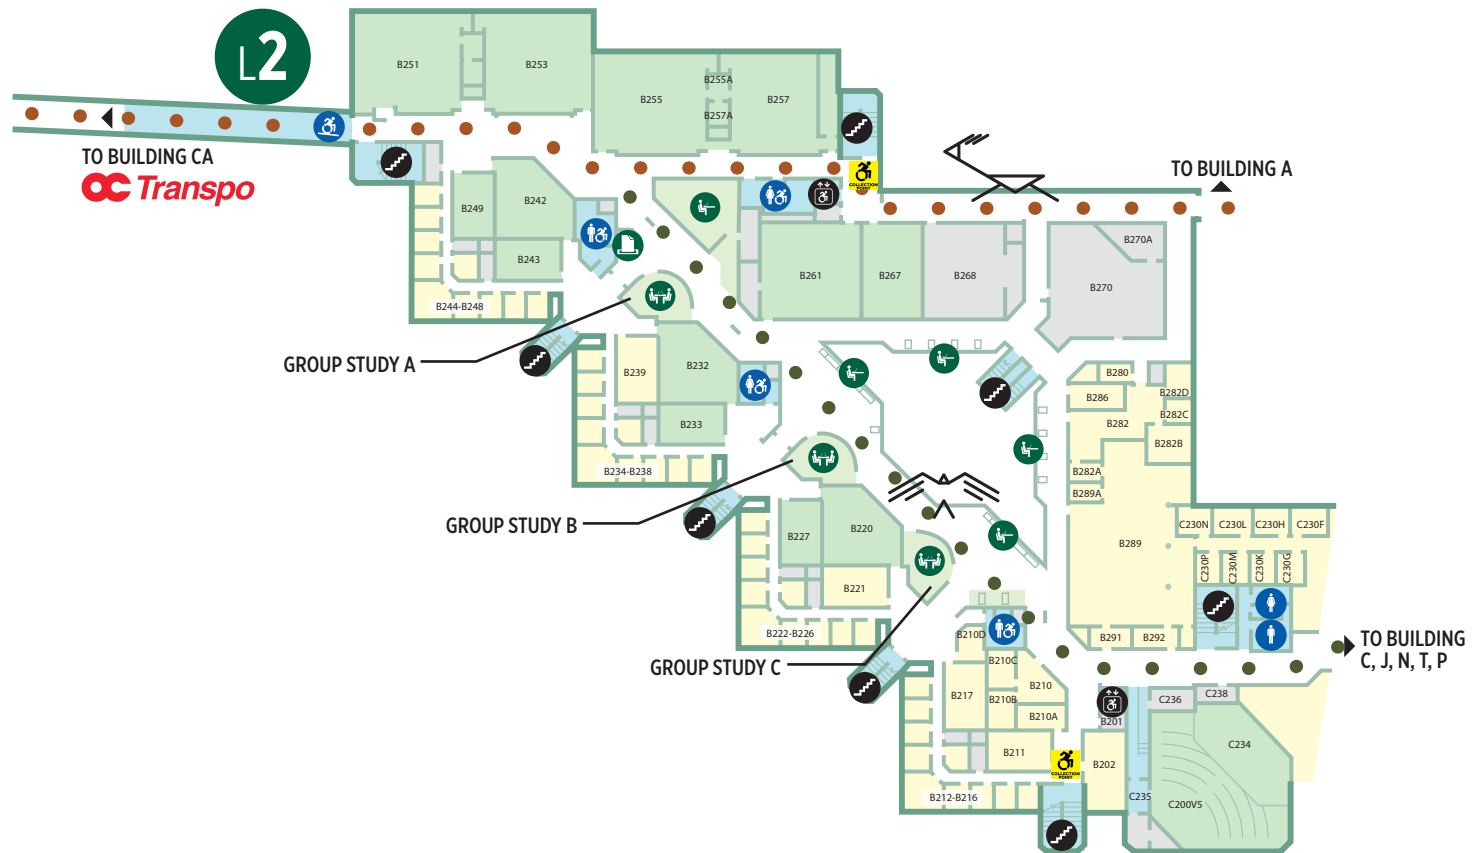 L2
B251
B253
B255
B255A
B257A
B257
TO BUILDING CA
OC Transpo
COLLECTION
POINT
TO BUILDING A
B249
B242
B243
B244-B248
B261
B267
B268
B270A
B270
GROUP STUDY A
B239
B232
B233
B234-B238
B280
B286
B282D
B282C
B282
B282B
B282A
B289A
B289
GROUP STUDY B
B227
B220
B221
B222-B226
C230N
C230L
C230H
C230F
C230P
C230M
C230K
C230G
B291
B292
GROUP STUDY C
B210D
B210C
B210
B217
B210B
B210A
B211
B212-B216
COLLECTION
POINT
B201
B202
C236
C238
C234
C235
C200V5
TO BUILDING
C, J, N, T, P